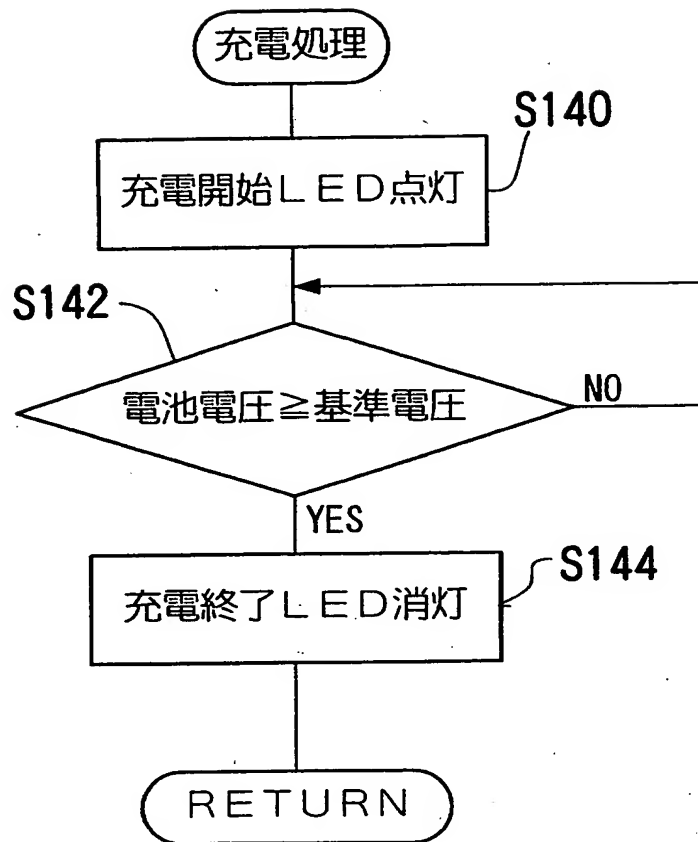 充電処理
S140
充電開始LED点灯
S142
電池電圧≧基準電圧
NO
YES
S144
充電終了LED消灯
RETURN